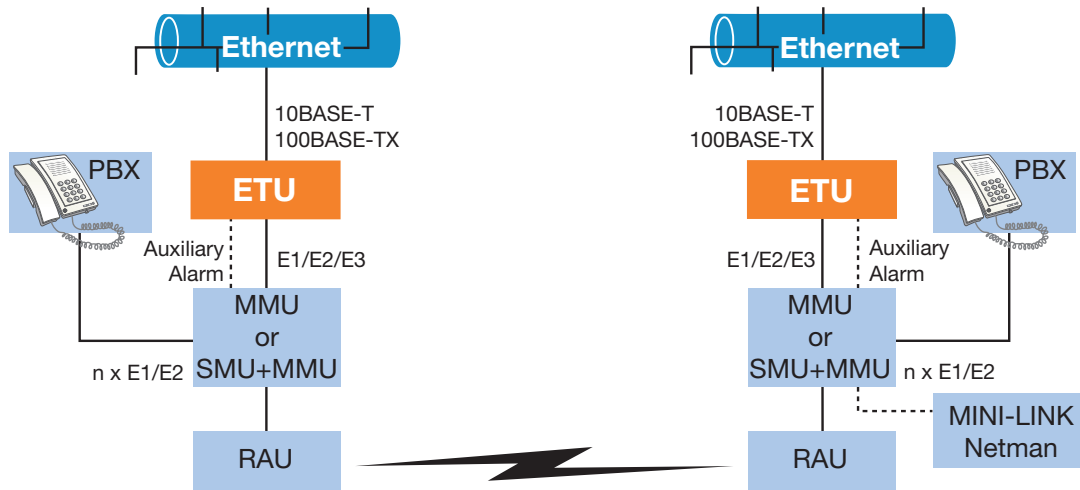 Ethernet
10BASE-T
100BASE-TX
PBX
ETU
Auxiliary
Alarm
E1/E2/E3
MMU
or
SMU+MMU
n x E1/E2
RAU
Ethernet
10BASE-T
100BASE-TX
ETU
PBX
E1/E2/E3
Auxiliary
Alarm
MMU
or
SMU+MMU
n x E1/E2
MINI-LINK
Netman
RAU